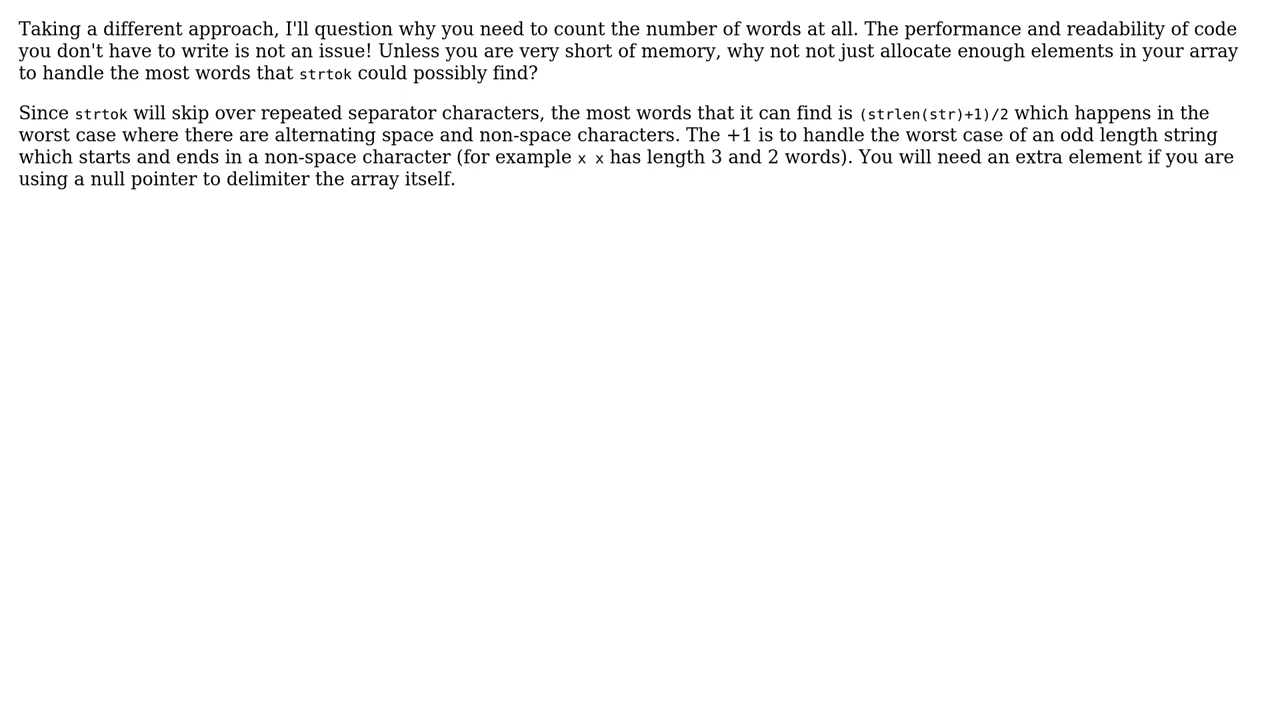 Taking a different approach, I'll question why you need to count the number of words at all. The performance and readability of code
you don't have to write is not an issue! Unless you are very short of memory, why not not just allocate enough elements in your array
to handle the most words that strtok could possibly find?
Since strtok will skip over repeated separator characters, the most words that it can find is (strlen(str)+1)/2 which happens in the
worst case where there are alternating space and non-space characters. The +1 is to handle the worst case of an odd length string
which starts and ends in a non-space character (for example x x has length 3 and 2 words). You will need an extra element if you are
using a null pointer to delimiter the array itself.